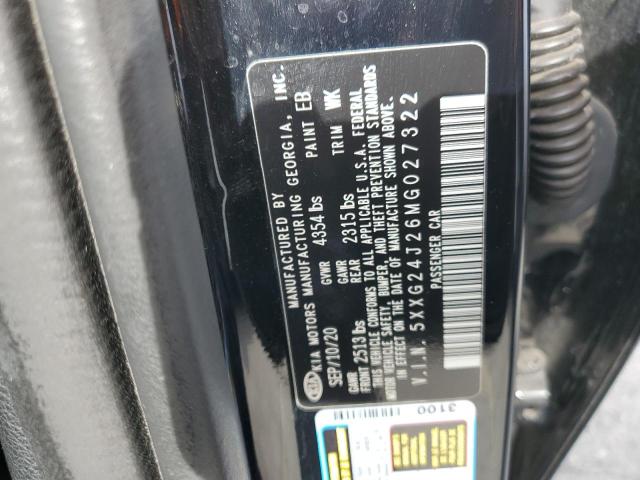 MANUFACTURED BY
KIA KIA MOTORS MANUFACTURING GEORGIA, INC.
SEP/10/20 GVWR 4354 lbs PAINT EB
GAWR FRONT 2513 lbs GAWR REAR 2315 lbs TRIM WK
THIS VEHICLE CONFORMS TO ALL APPLICABLE U.S.A. FEDERAL
MOTOR VEHICLE SAFETY, BUMPER, AND THEFT PREVENTION STANDARDS
IN EFFECT ON THE DATE OF MANUFACTURE SHOWN ABOVE.
V.I.N. 5XXG24J26MG027322
PASSENGER CAR
3100